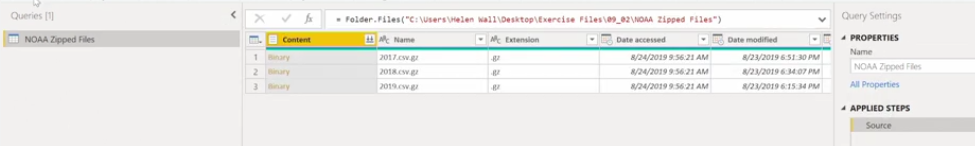 Queries [1]
NOAA Zipped Files
fx = Folder.Files("C:\Users\Helen Wall\Desktop\Exercise Files\09_02\NOAA Zipped Files")
Content ABC Name ABC Extension Date accessed Date modified
1 Binary 2017.csv.gz .gz 8/24/2019 9:56:21 AM 8/23/2019 6:51:30 PM
2 Binary 2018.csv.gz .gz 8/24/2019 9:56:21 AM 8/23/2019 6:34:07 PM
3 Binary 2019.csv.gz .gz 8/24/2019 9:56:21 AM 8/23/2019 6:15:34 PM
Query Settings
PROPERTIES
Name
NOAA Zipped Files
All Properties
APPLIED STEPS
Source